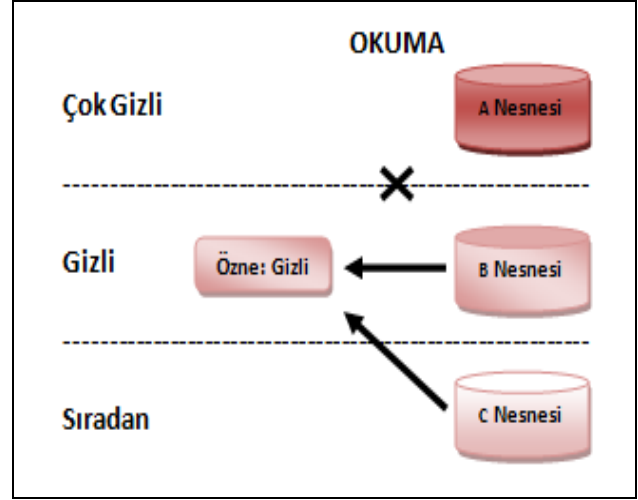 OKUMA
Çok Gizli
A Nesnesi
Gizli
Özne: Gizli
B Nesnesi
Sıradan
C Nesnesi